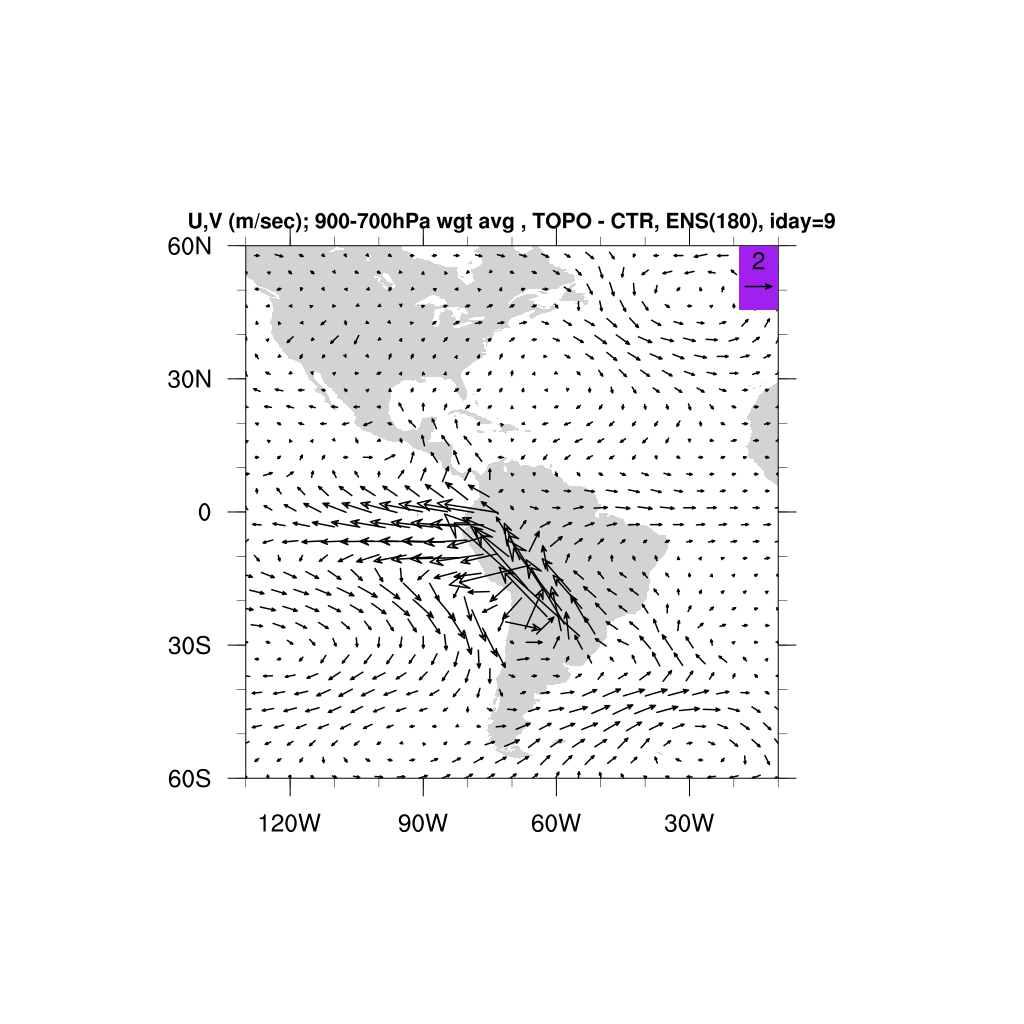 U,V (m/sec); 900-700hPa wgt avg , TOPO - CTR, ENS(180), iday=9
60N
2
30N
0
30S
60S
120W 90W 60W 30W